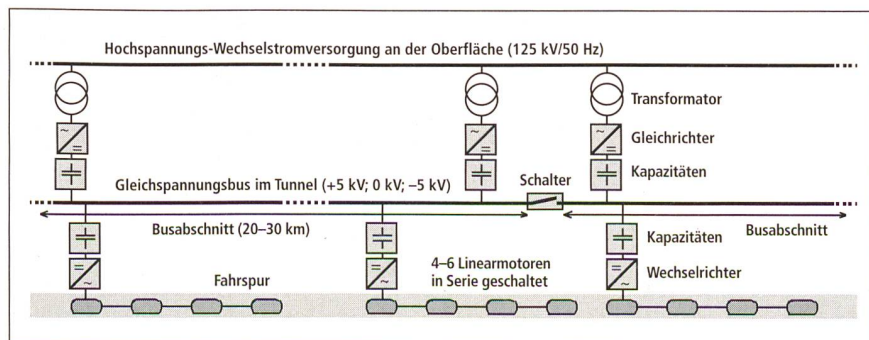 Hochspannungs-Wechselstromversorgung an der Oberfläche (125 kV/50 Hz)
Transformator
Gleichrichter
Kapazitäten
Gleichspannungsbus im Tunnel (+5 kV; 0 kV; –5 kV)
Schalter
Busabschnitt (20–30 km)
Busabschnitt
Kapazitäten
4–6 Linearmotoren
in Serie geschaltet
Wechselrichter
Fahrspur